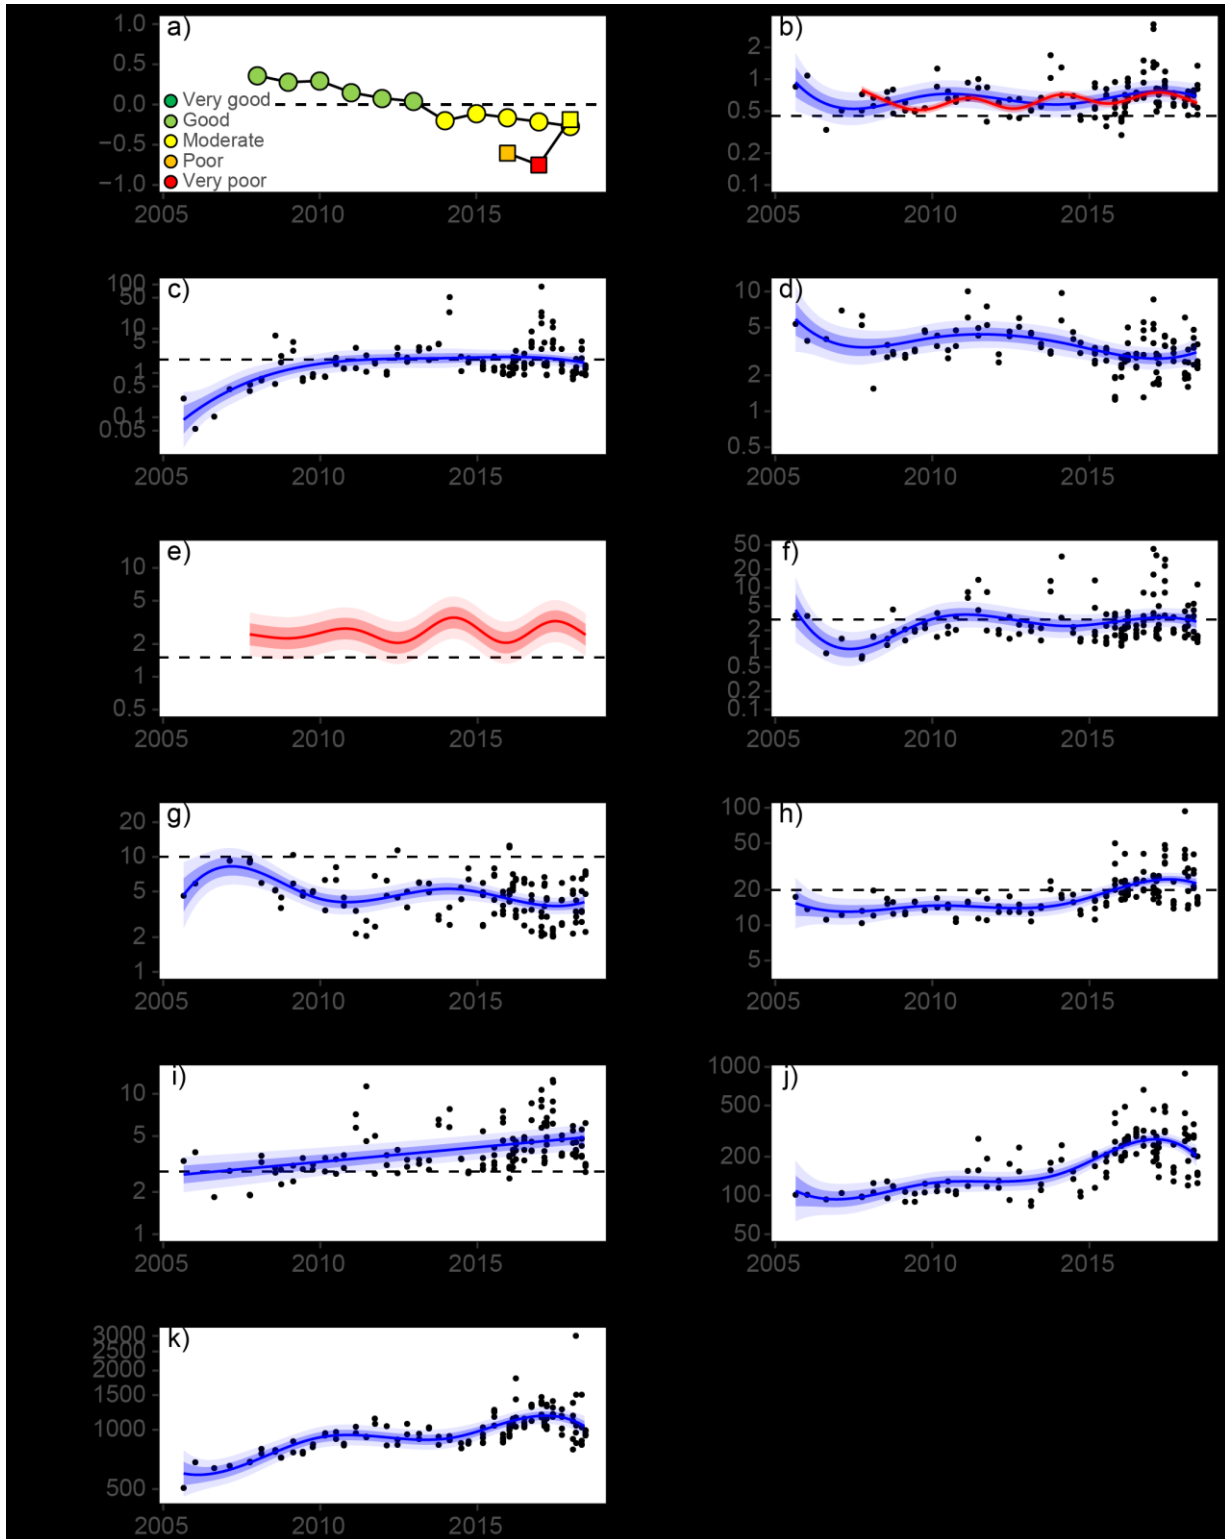 a)
1.0
0.5
0.0
−0.5
−1.0
Very good
Good
Moderate
Poor
Very poor
2005 2010 2015
b)
2
1
0.5
0.2
0.1
2005 2010 2015
c)
100
50
10
5
1
0.5
0.1
0.05
2005 2010 2015
d)
10
5
2
1
0.5
2005 2010 2015
e)
10
5
2
1
0.5
2005 2010 2015
f)
50
20
10
5
2
1
0.5
0.2
0.1
2005 2010 2015
g)
20
10
5
2
1
2005 2010 2015
h)
100
50
20
10
5
2005 2010 2015
i)
10
5
2
1
2005 2010 2015
j)
1000
500
200
100
50
2005 2010 2015
k)
3000
2500
2000
1500
1000
500
2005 2010 2015